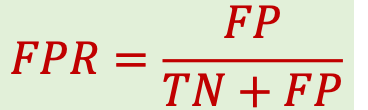 FPR = FP / (TN + FP)